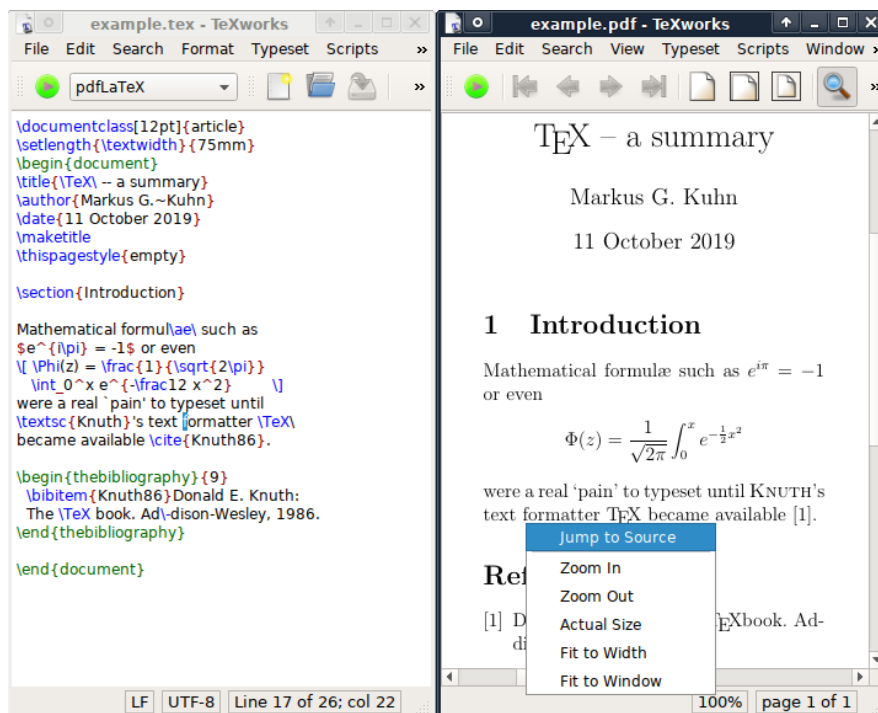 example.tex - TeXworks
File Edit Search Format Typeset Scripts »
pdfLaTeX »
\documentclass[12pt]{article}
\setlength{\textwidth}{75mm}
\begin{document}
\title{\TeX\ -- a summary}
\author{Markus G.~Kuhn}
\date{11 October 2019}
\maketitle
\thispagestyle{empty}
\section{Introduction}
Mathematical formul\ae\ such as
$e^{i\pi} = -1$ or even
\[ \Phi(z) = \frac{1}{\sqrt{2\pi}}
\int_0^x e^{-\frac12 x^2} \]
were a real `pain' to typeset until
\textsc{Knuth}'s text formatter \TeX\
became available \cite{Knuth86}.
\begin{thebibliography}{9}
\bibitem{Knuth86}Donald E. Knuth:
The \TeX book. Ad\-dison-Wesley, 1986.
\end{thebibliography}
\end{document}
LF UTF-8 Line 17 of 26; col 22
example.pdf - TeXworks
File Edit Search View Typeset Scripts Window »
»
TEX – a summary
Markus G. Kuhn
11 October 2019
1 Introduction
Mathematical formulæ such as e^{iπ} = −1
or even
Φ(z) = 1/√2π ∫_0^x e^{−1/2 x^2}
were a real ‘pain’ to typeset until KNUTH’s
text formatter TEX became available [1].
Jump to Source
Ref
Zoom In
Zoom Out
[1] D
Actual Size
TEXbook. Ad-
di
Fit to Width
Fit to Window
100% page 1 of 1